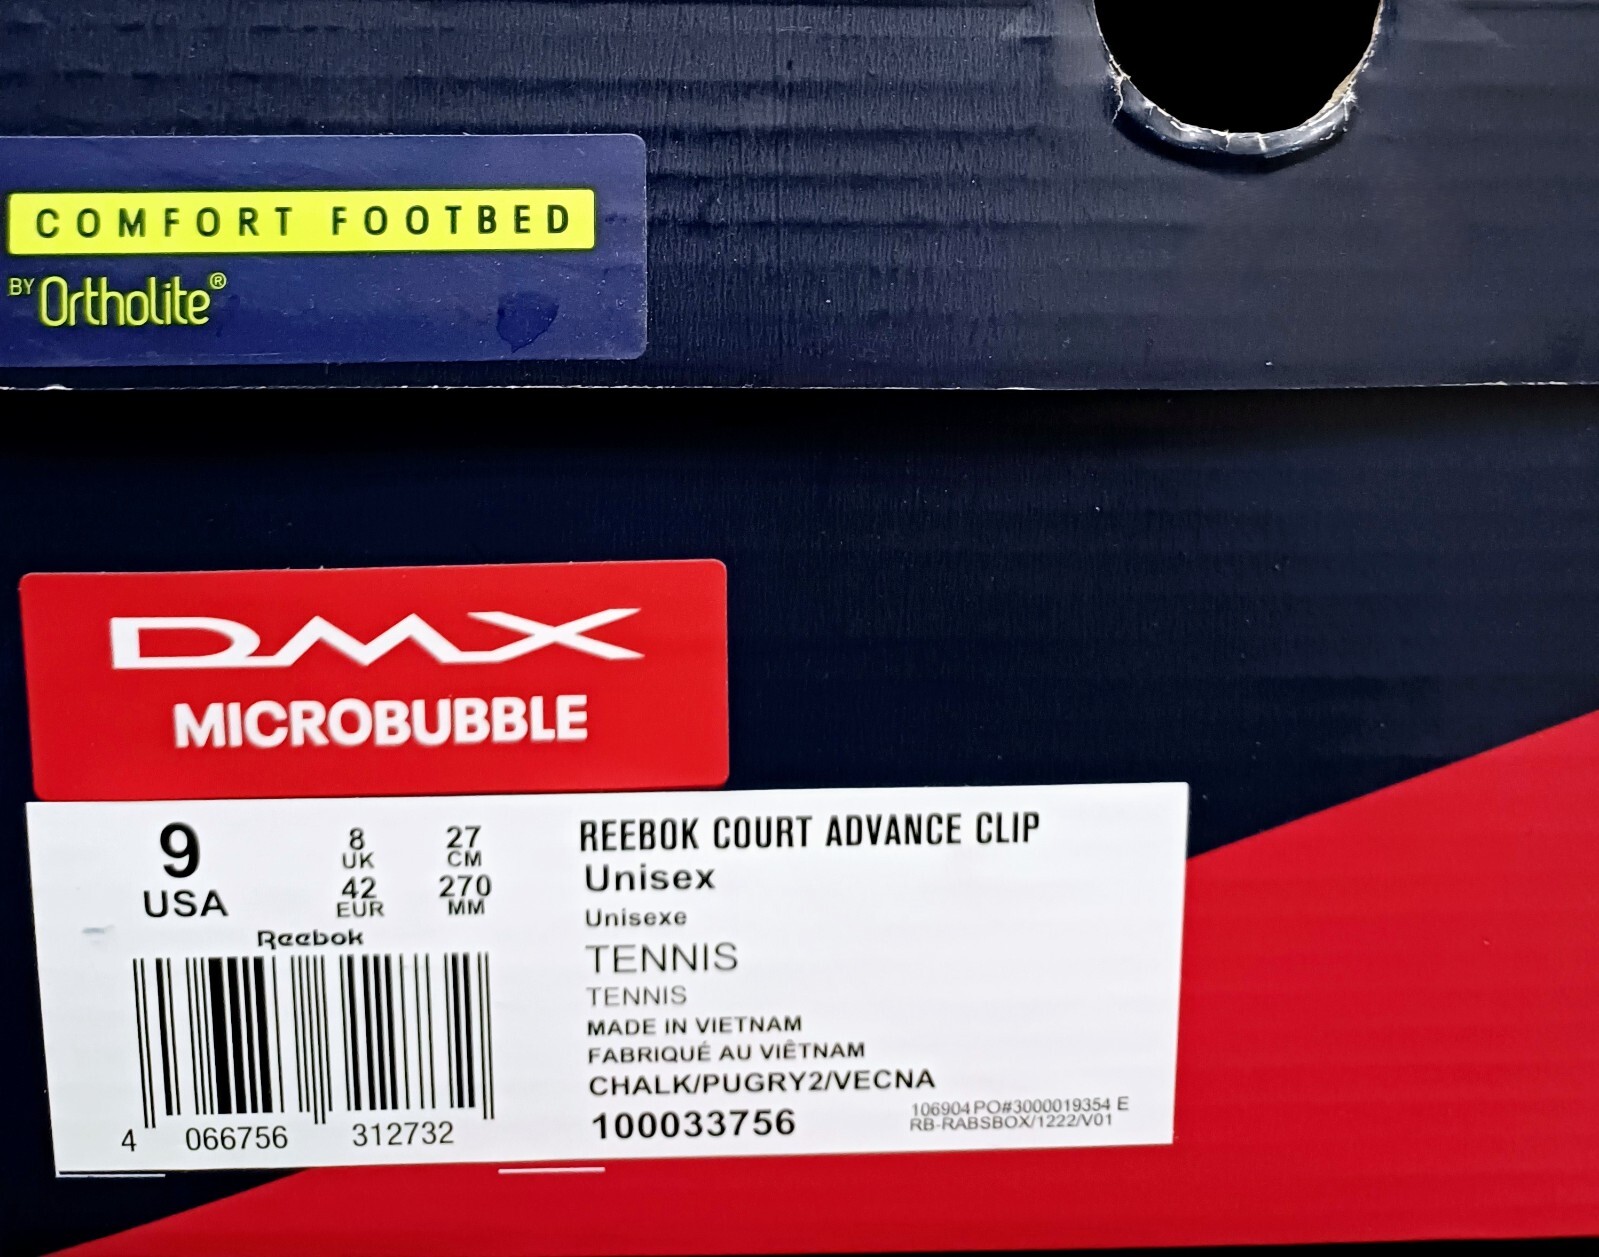 COMFORT FOOTBED
BY Ortholite®
DMX
MICROBUBBLE
9
USA
8
UK
42
EUR
27
CM
270
MM
Reebok
4 066756 312732
REEBOK COURT ADVANCE CLIP
Unisex
Unisexe
TENNIS
TENNIS
MADE IN VIETNAM
FABRIQUÉ AU VIÊTNAM
CHALK/PUGRY2/VECNA
100033756
106904 PO#3000019354 E
RB-RABSBOX/1222/V01